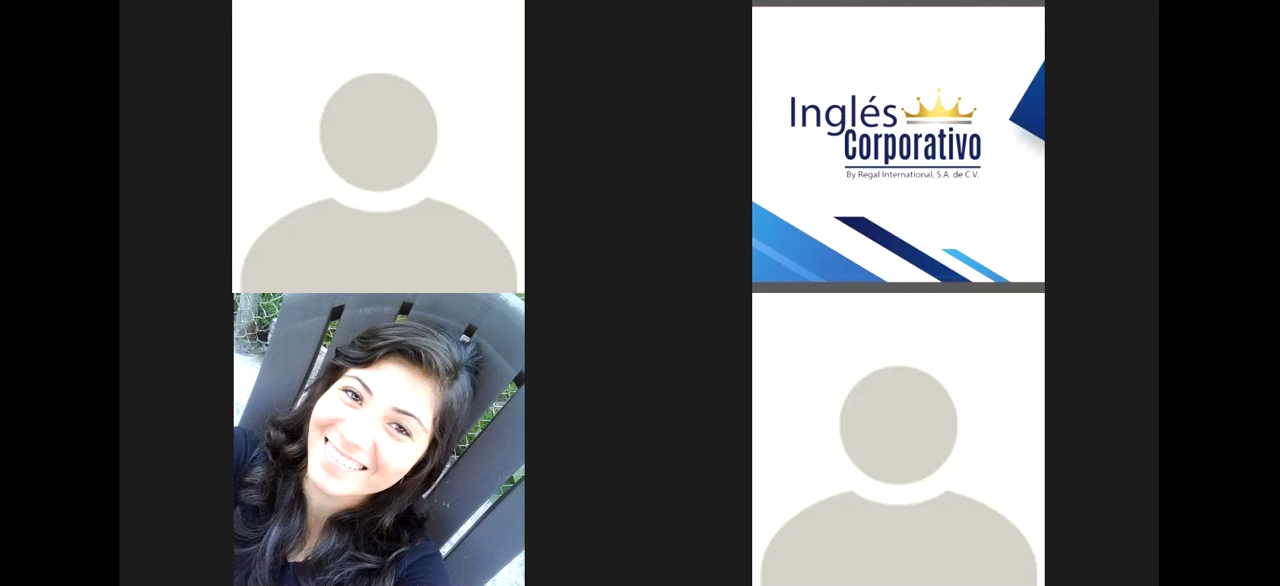 Inglés
Corporativo
By Regal International, S.A. de C.V.